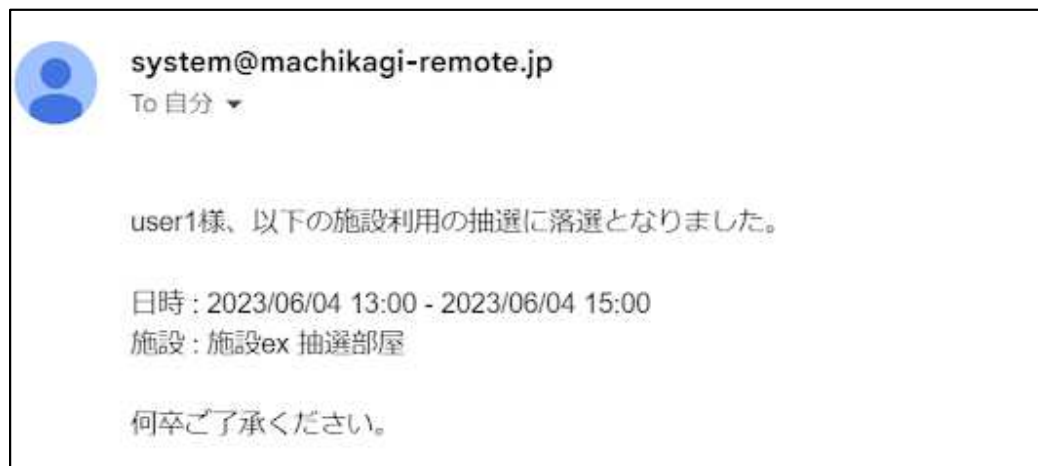 system@machikagi-remote.jp
To 自分
user1様、以下の施設利用の抽選に落選となりました。
日時 : 2023/06/04 13:00 - 2023/06/04 15:00
施設 : 施設ex 抽選部屋
何卒ご了承ください。